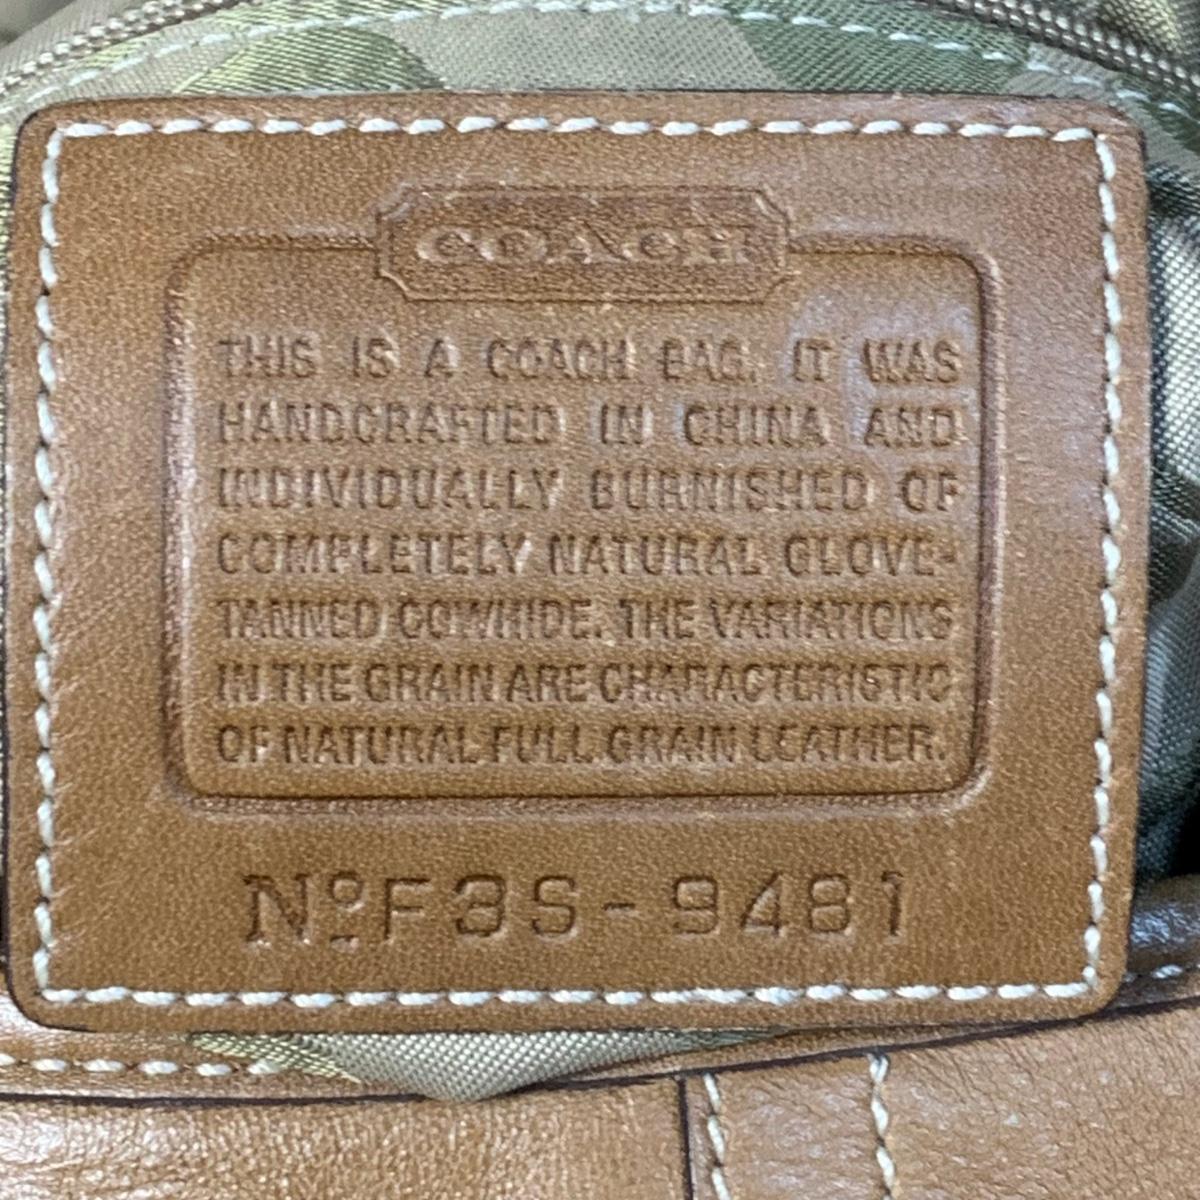 COACH
THIS IS A COACH BAG. IT WAS
HANDCRAFTED IN CHINA AND
INDIVIDUALLY BURNISHED OF
COMPLETELY NATURAL GLOVE-
TANNED COWHIDE. THE VARIATIONS
IN THE GRAIN ARE CHARACTERISTIC
OF NATURAL FULL GRAIN LEATHER.
Nº F3S-9481